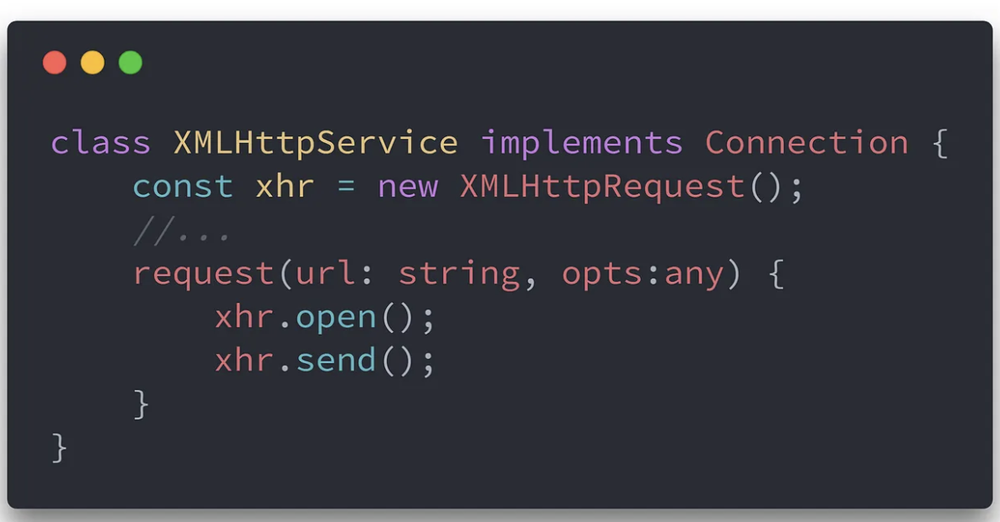 class XMLHttpService implements Connection {
    const xhr = new XMLHttpRequest();
    //...
    request(url: string, opts:any) {
        xhr.open();
        xhr.send();
    }
}